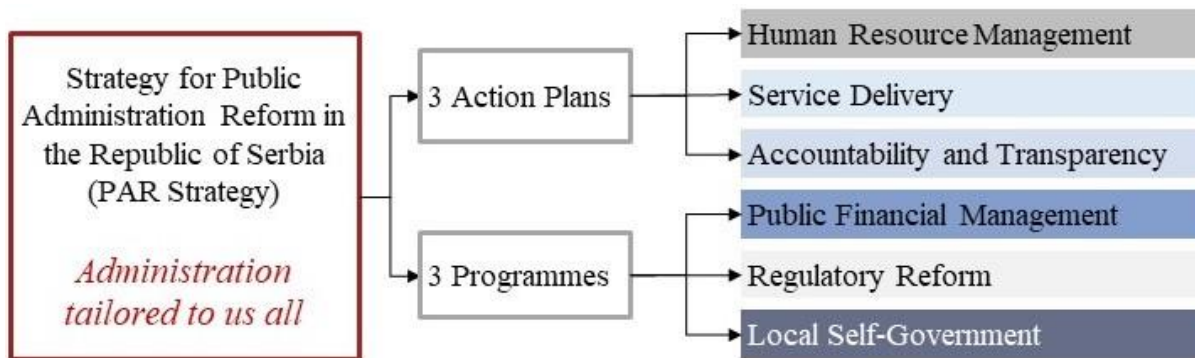 Strategy for Public
Administration Reform in
the Republic of Serbia
(PAR Strategy)
Administration
tailored to us all
3 Action Plans
3 Programmes
Human Resource Management
Service Delivery
Accountability and Transparency
Public Financial Management
Regulatory Reform
Local Self-Government